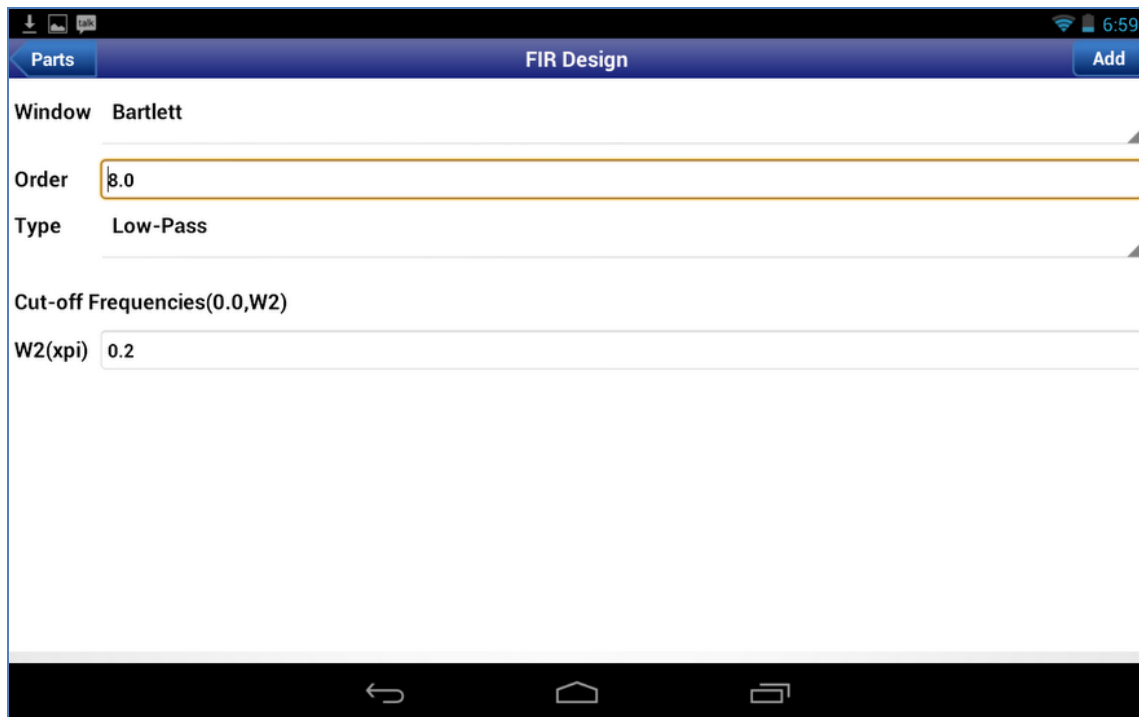 talk 6:59
Parts FIR Design Add
Window Bartlett
Order 8.0
Type Low-Pass
Cut-off Frequencies(0.0,W2)
W2(xpi) 0.2